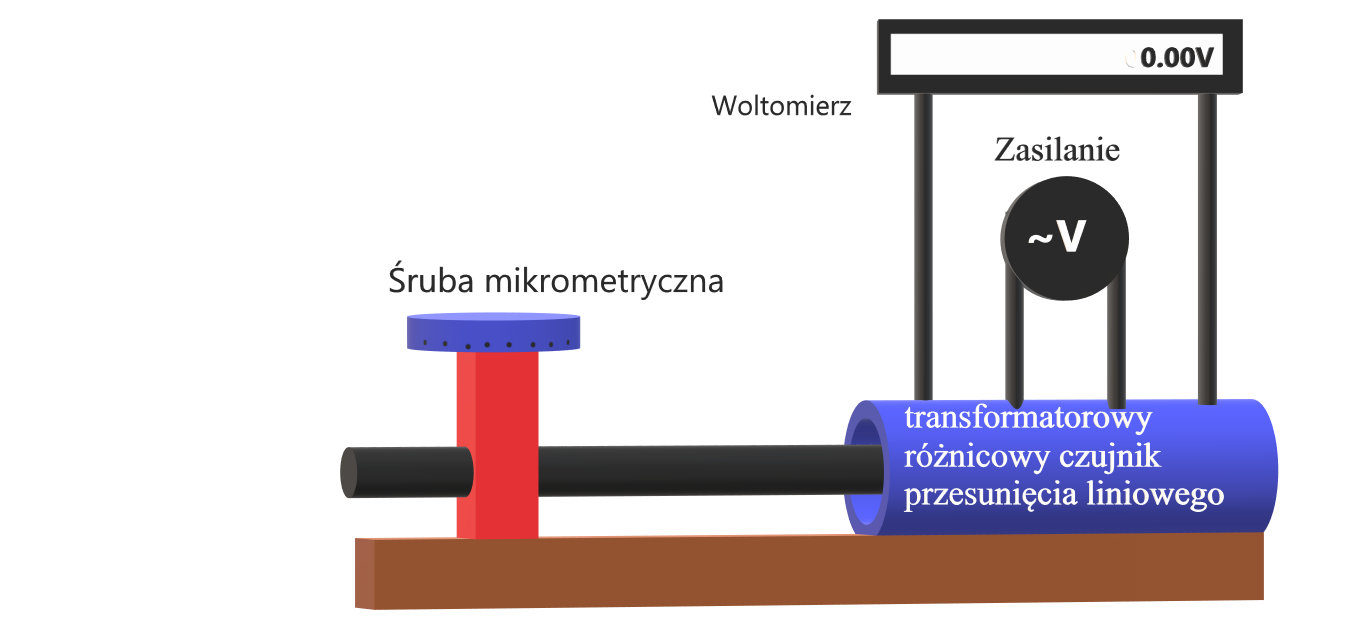 0.00V
Woltomierz
Zasilanie
~V
Śruba mikrometryczna
transformatorowy
różnicowy czujnik
przesunięcia liniowego